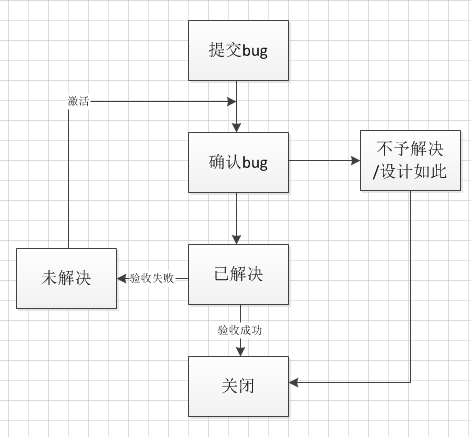 提交bug
激活
确认bug
不予解决
/设计如此
未解决
验收失败
已解决
验收成功
关闭